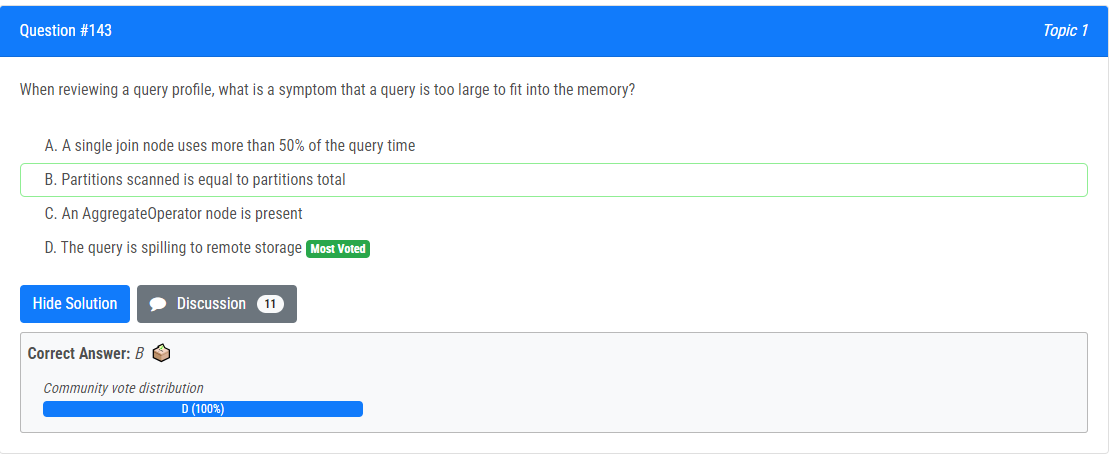 Question #143
Topic 1
When reviewing a query profile, what is a symptom that a query is too large to fit into the memory?
A. A single join node uses more than 50% of the query time
B. Partitions scanned is equal to partitions total
C. An AggregateOperator node is present
D. The query is spilling to remote storage Most Voted
Hide Solution
Discussion 11
Correct Answer: B
Community vote distribution
D (100%)